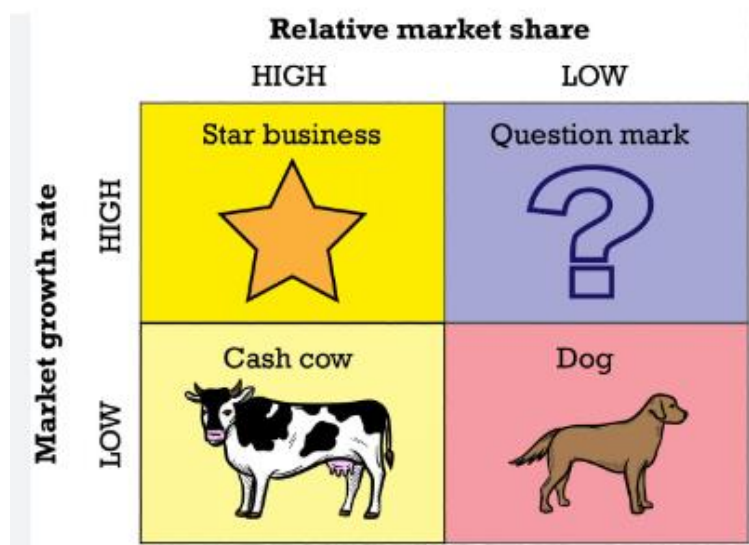 Relative market share
HIGH LOW
Star business Question mark
Market growth rate
HIGH
Cash cow Dog
LOW